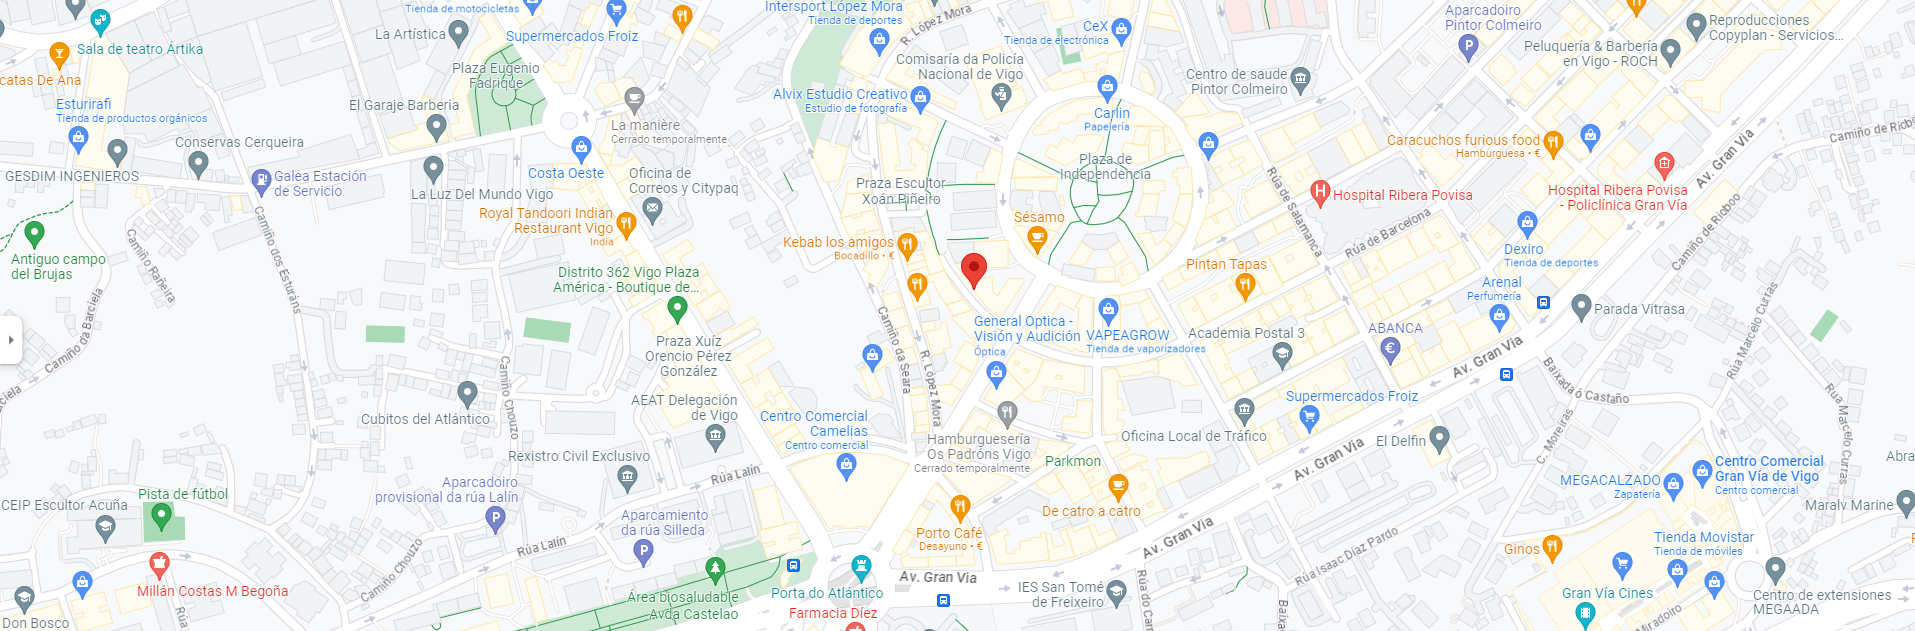 Tienda de motocicletas
Sala de teatro Ártika
La Artística
Supermercados Froiz
Intersport López Mora
Tienda de deportes
R. López Mora
CeX
Tienda de electrónica
Aparcadoiro
Pintor Colmeiro
Reproducciones
Copyplan - Servicios...
Peluquería & Barbería
en Vigo - ROCH
catas De Ana
Plaza Eugenio
Fadrique
Comisaría da Policía
Nacional de Vigo
Centro de saude
Pintor Colmeiro
Esturirafi
Tienda de productos orgánicos
El Garaje Barberia
Alvix Estudio Creativo
Estudio de fotografía
Carlin
Papelería
La manière
Cerrado temporalmente
Conservas Cerqueira
Caracuchos furious food
Hamburguesa • €
Av. Gran Vía
GESDIM INGENIEROS
Galea Estación
de Servicio
Costa Oeste
Oficina de
Correos y Citypaq
La Luz Del Mundo Vigo
Praza Escultor
Xoán Piñeiro
Plaza de
Independencia
Rúa de Salamanca
Hospital Ribera Povisa
Hospital Ribera Povisa
- Policlínica Gran Vía
Royal Tandoori Indian
Restaurant Vigo
India
Sésamo
Rúa de Barcelona
Camiño de Ricboo
Antiguo campo
del Brujas
Camiño Rañeira
Camiño dos Esturáns
Kebab los amigos
Bocadillo • €
Dexiro
Tienda de deportes
Distrito 362 Vigo Plaza
América - Boutique de...
Pintan Tapas
Arenal
Perfumería
Camiño da Barciela
Camiño da Seara
R. López Mora
General Optica -
Visión y Audición
Óptica
VAPEAGROW
Tienda de vaporizadores
Academia Postal 3
ABANCA
Parada Vitrasa
Rúa Marcelo Curras
Praza Xuíz
Orencio Pérez
González
Av. Gran Vía
Camiño Chouzo
Baixada ó Castaño
Rúa Marcelo Curras
Cubitos del Atlántico
AEAT Delegación
de Vigo
Centro Comercial
Camelias
Centro comercial
Supermercados Froiz
Hamburguesería
Os Padróns Vigo
Cerrado temporalmente
Oficina Local de Tráfico
C. Moreiras
El Delfin
Rexistro Civil Exclusivo
Parkmon
Av. Gran Vía
Abra
Rúa Lalín
Aparcadoiro
provisional da rúa Lalín
MEGACALZADO
Zapatería
Centro Comercial
Gran Vía de Vigo
Centro comercial
CEIP Escultor Acuña
Pista de fútbol
Aparcamiento
da rúa Silleda
De catro a catro
Maralv Marine
Rúa Lalín
Camiño Chouzo
Porto Café
Desayuno • €
Av. Gran Vía
Rúa Isaac Díaz Pardo
Ginos
Tienda Movistar
Tienda de móviles
Millán Costas M Begoña
Av. Gran Vía
Área biosaludable
Avda Castelao
Porta do Atlántico
Farmacia Díez
IES San Tomé
de Freixeiro
Gran Vía Cines
Centro de extensiones
MEGAADA
Don Bosco
Rúa
Rúa do Car
Baixad
Miradoiro